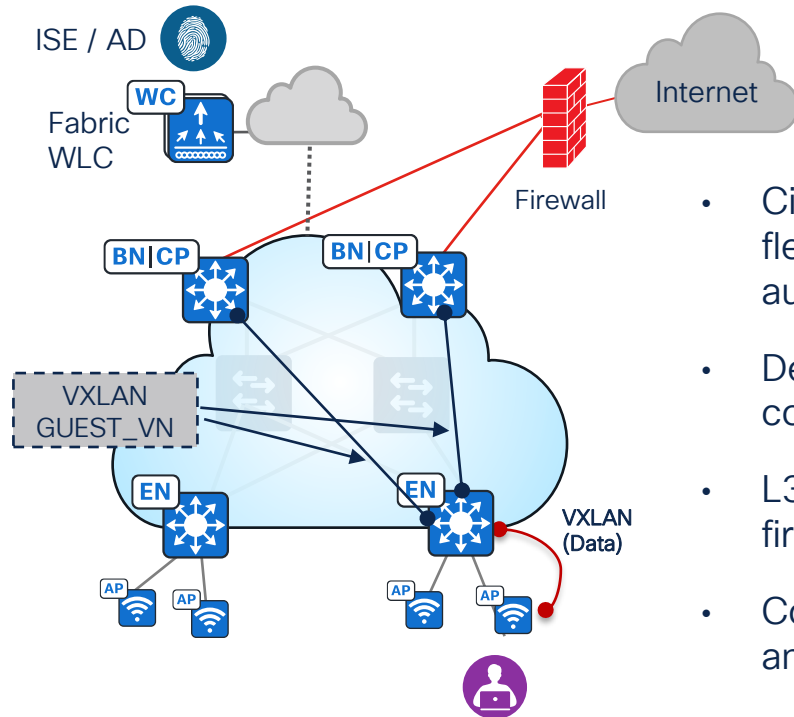 ISE / AD
WC
Fabric
WLC
Internet
Firewall
BN|CP
BN|CP
VXLAN
GUEST_VN
EN
EN
VXLAN
(Data)
AP
AP
AP
AP
•
•
L3
•
•